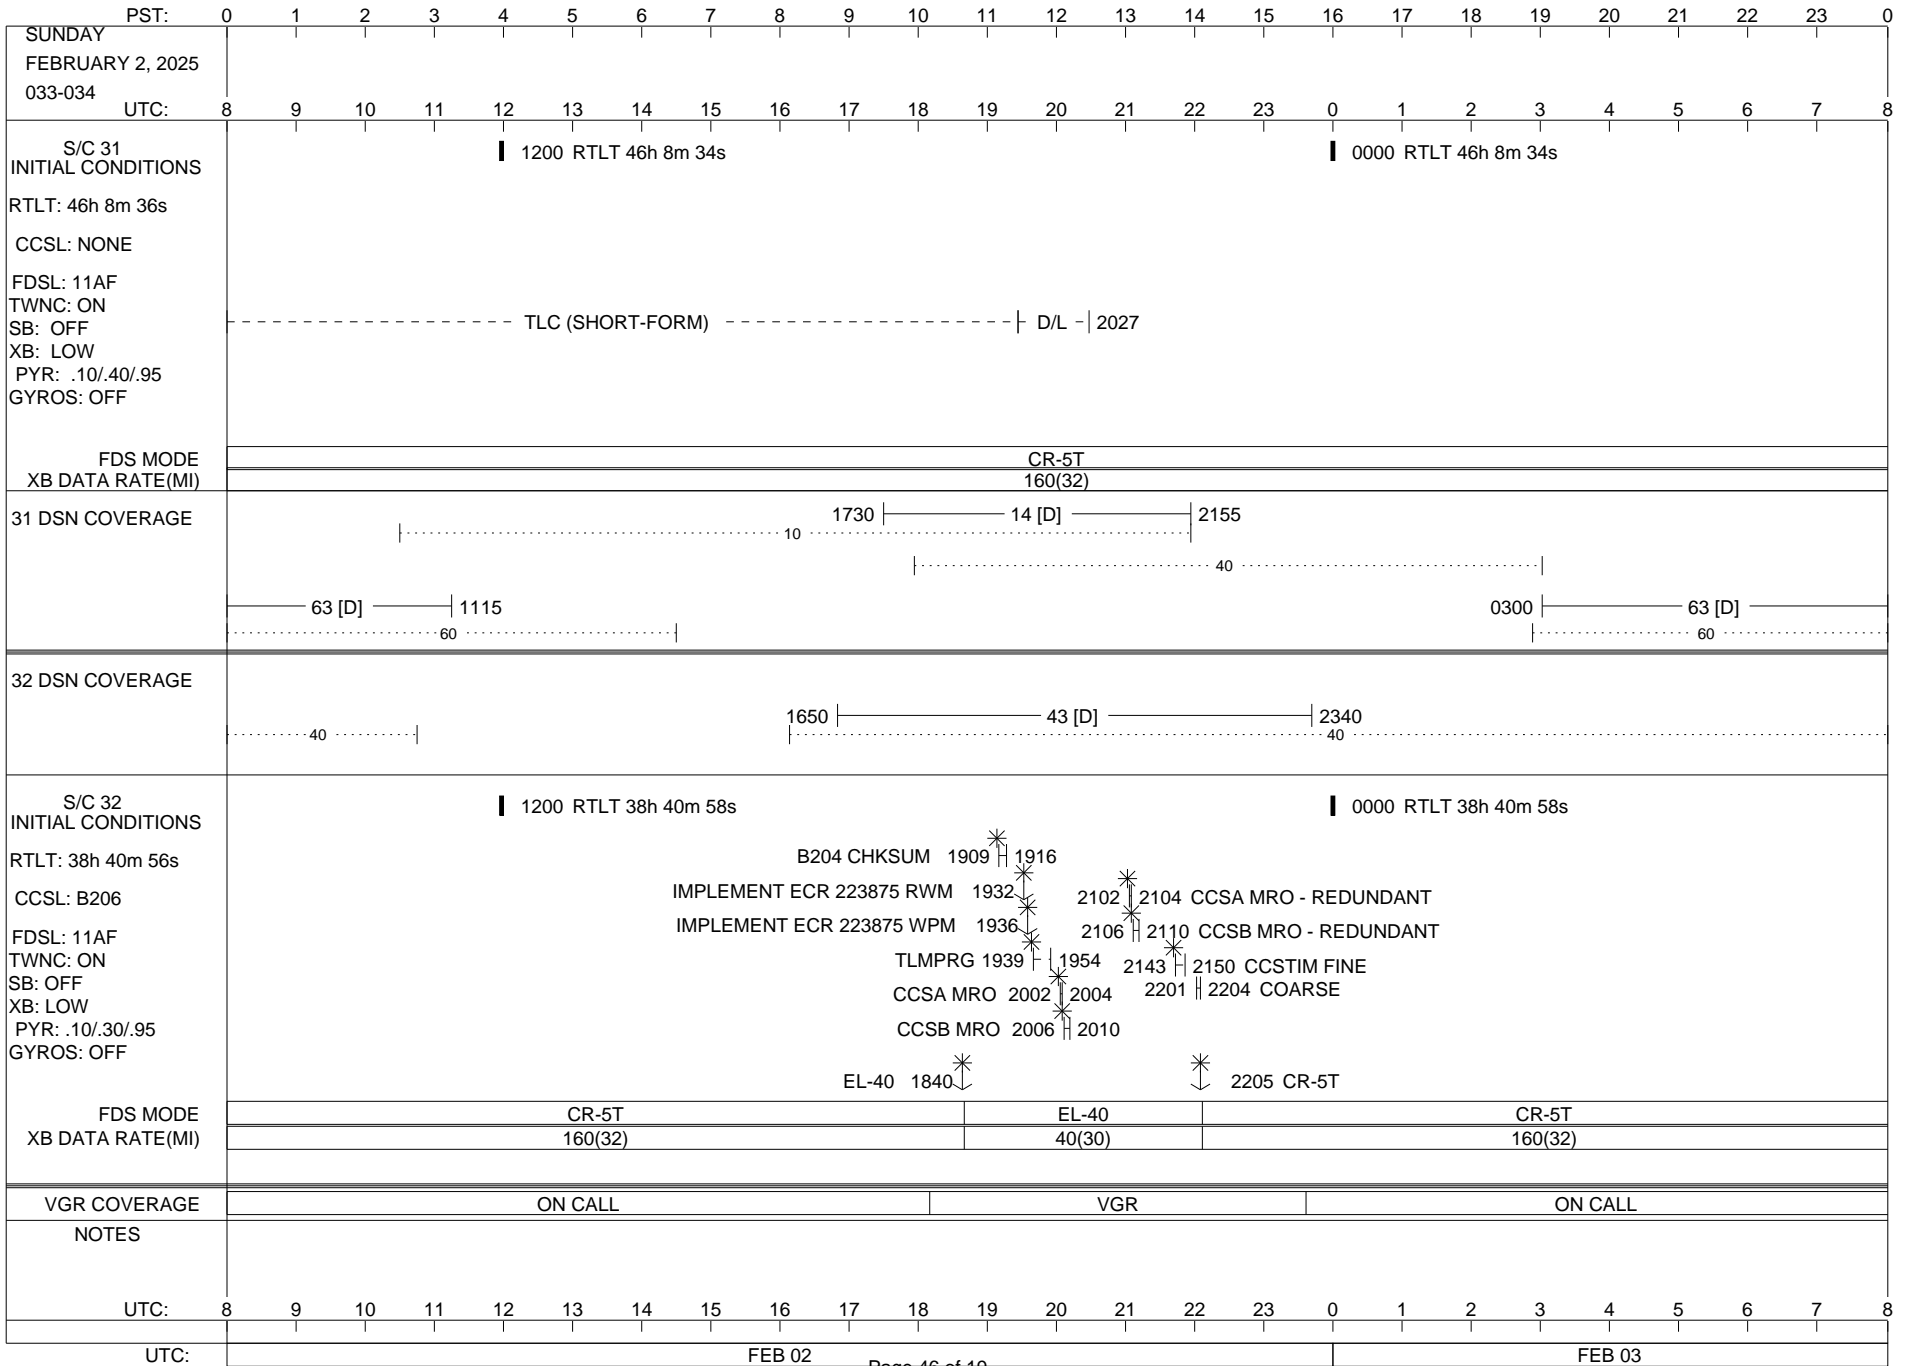 PST: 0 1 2 3 4 5 6 7 8 9 10 11 12 13 14 15 16 17 18 19 20 21 22 23 0
SUNDAY
FEBRUARY 2, 2025
033-034
UTC: 8 9 10 11 12 13 14 15 16 17 18 19 20 21 22 23 0 1 2 3 4 5 6 7 8
S/C 31
INITIAL CONDITIONS
1200 RTLT 46h 8m 34s
0000 RTLT 46h 8m 34s
RTLT: 46h 8m 36s
CCSL: NONE
FDSL: 11AF
TWNC: ON
SB: OFF
XB: LOW
PYR: .10/.40/.95
GYROS: OFF
TLC (SHORT-FORM) D/L 2027
FDS MODE CR-5T
XB DATA RATE(MI) 160(32)
31 DSN COVERAGE
1730 14 [D] 2155
10
40
63 [D] 1115
0300 63 [D]
60
60
32 DSN COVERAGE
1650 43 [D] 2340
40
40
S/C 32
INITIAL CONDITIONS
1200 RTLT 38h 40m 58s
0000 RTLT 38h 40m 58s
RTLT: 38h 40m 56s
CCSL: B206
FDSL: 11AF
TWNC: ON
SB: OFF
XB: LOW
PYR: .10/.30/.95
GYROS: OFF
B204 CHKSUM 1909 1916
IMPLEMENT ECR 223875 RWM 1932
IMPLEMENT ECR 223875 WPM 1936
TLMPRG 1939 1954
CCSA MRO 2002 2004
CCSB MRO 2006 2010
2102 2104 CCSA MRO - REDUNDANT
2106 2110 CCSB MRO - REDUNDANT
2143 2150 CCSTIM FINE
2201 2204 COARSE
EL-40 1840
2205 CR-5T
FDS MODE CR-5T EL-40 CR-5T
XB DATA RATE(MI) 160(32) 40(30) 160(32)
VGR COVERAGE ON CALL VGR ON CALL
NOTES
UTC: 8 9 10 11 12 13 14 15 16 17 18 19 20 21 22 23 0 1 2 3 4 5 6 7 8
UTC: FEB 02 FEB 03
Page 46 of 10